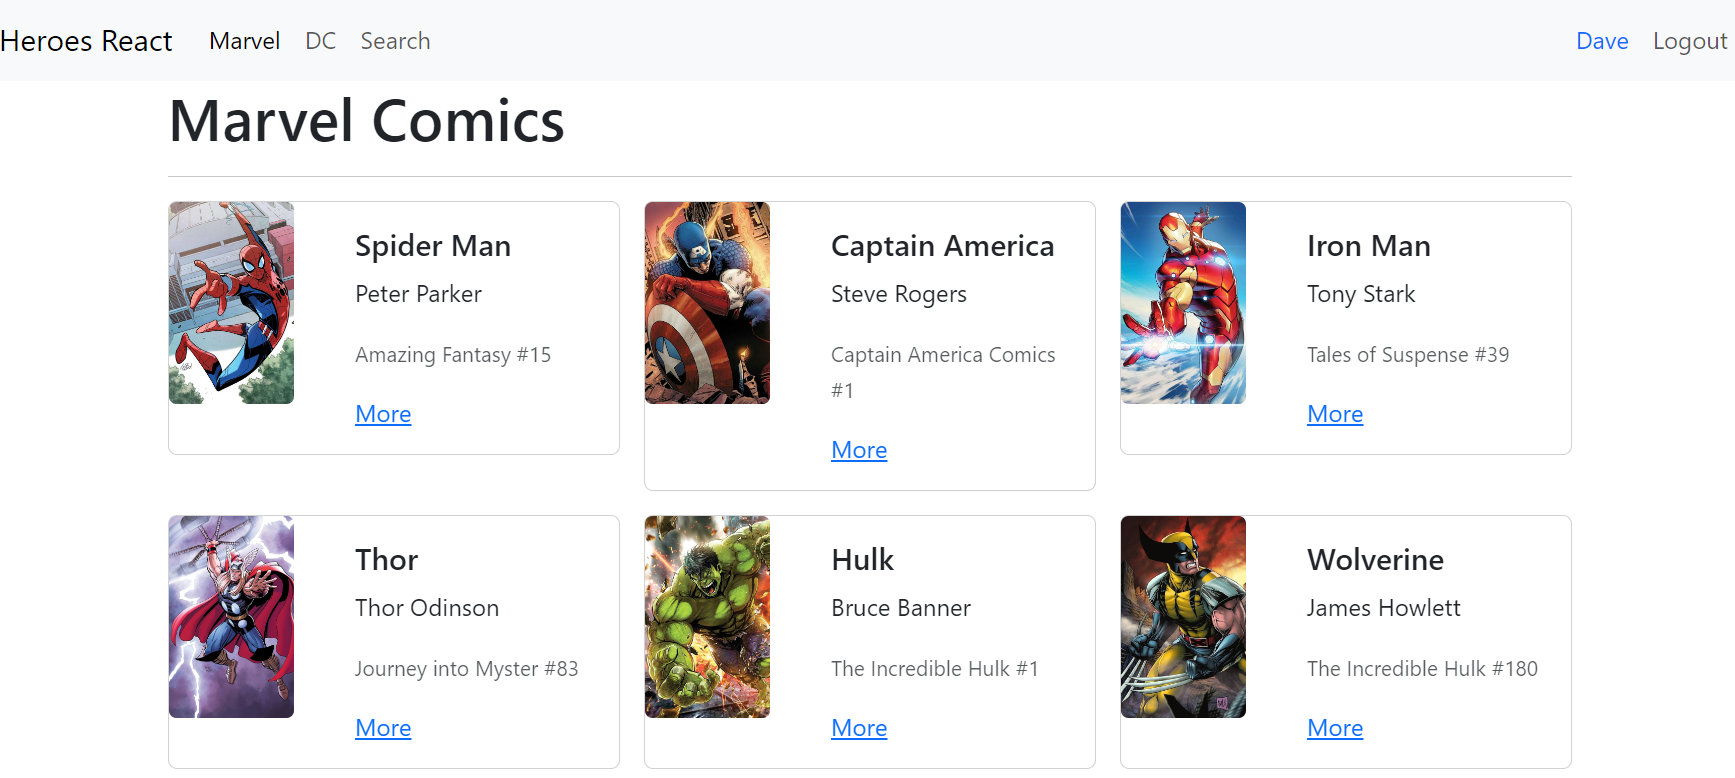 Heroes React Marvel DC Search Dave Logout
Marvel Comics
Spider Man
Peter Parker
Amazing Fantasy #15
More
Captain America
Steve Rogers
Captain America Comics
#1
More
Iron Man
Tony Stark
Tales of Suspense #39
More
Thor
Thor Odinson
Journey into Myster #83
More
Hulk
Bruce Banner
The Incredible Hulk #1
More
Wolverine
James Howlett
The Incredible Hulk #180
More